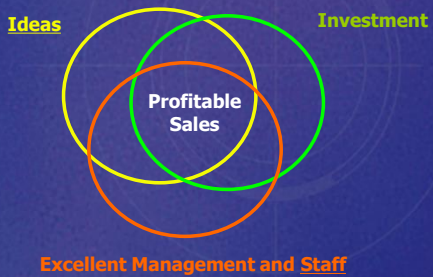 Ideas
Investment
Profitable
Sales
Excellent Management and Staff